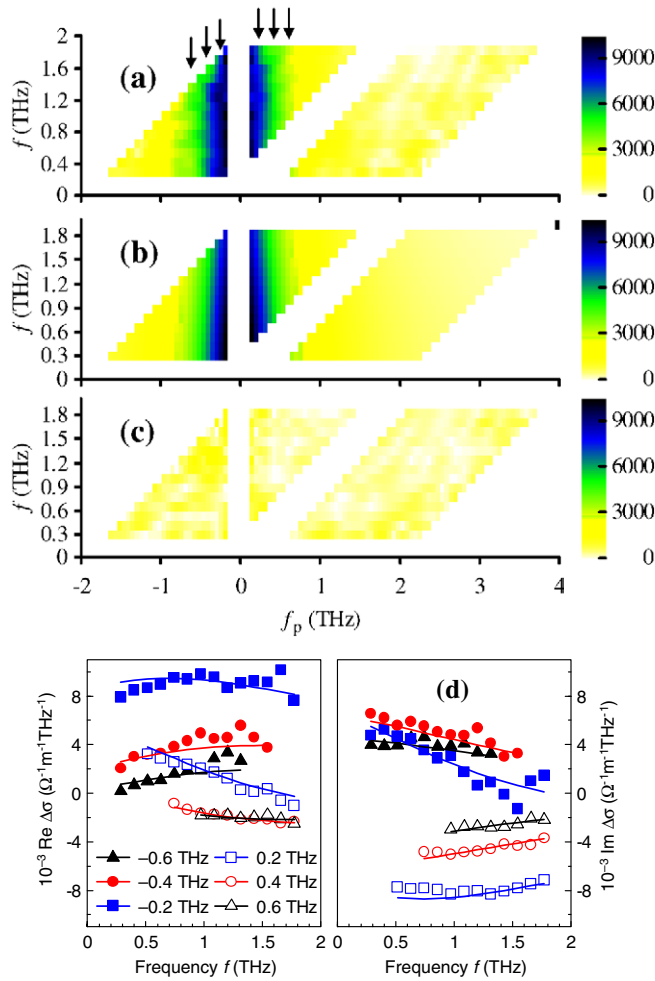 2
1.6
1.2
0.8
0.4
0
f (THz)
(a)
9000
6000
3000
0
1.8
1.5
1.2
0.9
0.6
0.3
0
f (THz)
(b)
9000
6000
3000
0
1.8
1.5
1.2
0.9
0.6
0.3
0
f (THz)
(c)
9000
6000
3000
0
-2 -1 0 1 2 3 4
fp (THz)
8
4
0
−4
−8
10−3 Re Δσ (Ω−1m−1THz−1)
−0.6 THz
−0.4 THz
−0.2 THz
0.2 THz
0.4 THz
0.6 THz
0 0.5 1 1.5 2
Frequency f (THz)
(d)
8
4
0
−4
−8
10−3 Im Δσ (Ω−1m−1THz−1)
0 0.5 1 1.5 2
Frequency f (THz)